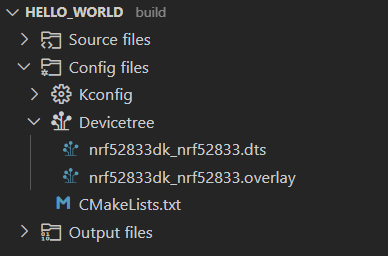 HELLO_WORLD build
Source files
Config files
Kconfig
Devicetree
nrf52833dk_nrf52833.dts
nrf52833dk_nrf52833.overlay
CMakeLists.txt
Output files